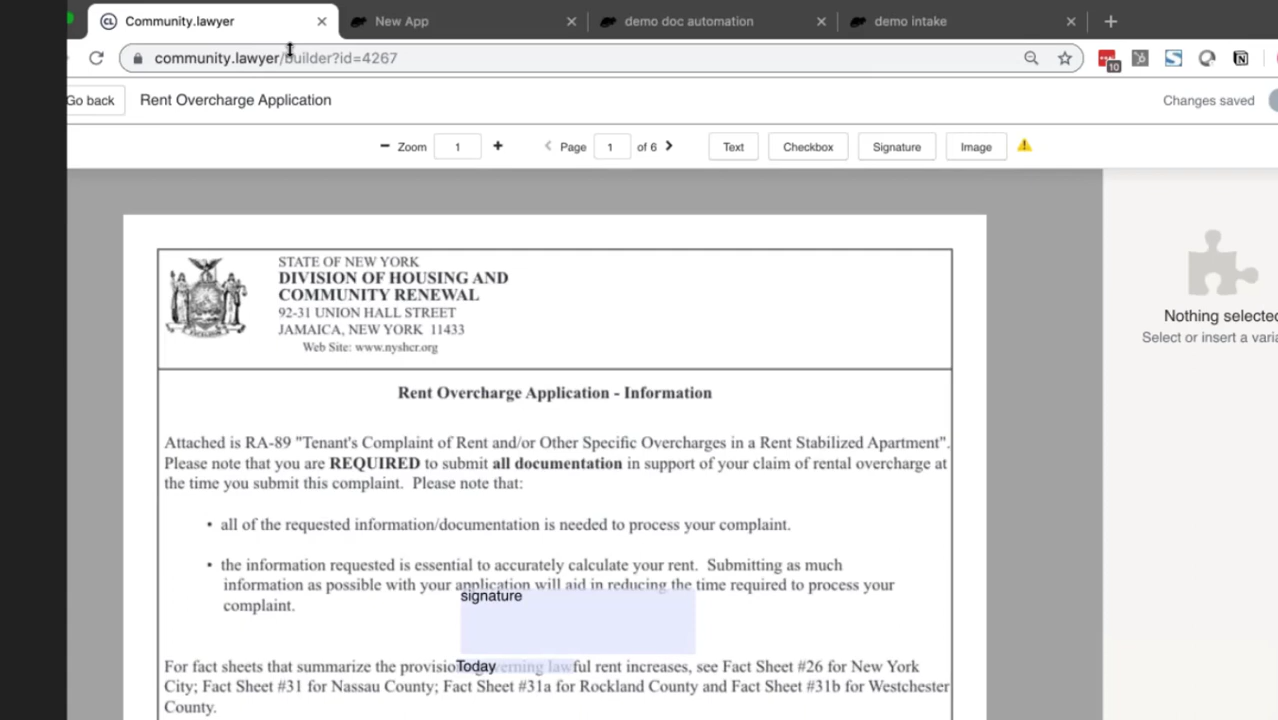 CL Community.lawyer
New App
demo doc automation
demo intake
community.lawyer/builder?id=4267
10
Go back
Rent Overcharge Application
Changes saved
Zoom 1
Page 1 of 6
Text
Checkbox
Signature
Image
STATE OF NEW YORK
DIVISION OF HOUSING AND
COMMUNITY RENEWAL
92-31 UNION HALL STREET
JAMAICA, NEW YORK 11433
Web Site: www.nyshcr.org
Nothing selected
Select or insert a varia
Rent Overcharge Application - Information
Attached is RA-89 "Tenant's Complaint of Rent and/or Other Specific Overcharges in a Rent Stabilized Apartment".
Please note that you are REQUIRED to submit all documentation in support of your claim of rental overcharge at
the time you submit this complaint. Please note that:
• all of the requested information/documentation is needed to process your complaint.
• the information requested is essential to accurately calculate your rent. Submitting as much
information as possible with your application will aid in reducing the time required to process your
complaint.
signature
For fact sheets that summarize the provisio Today erning lawful rent increases, see Fact Sheet #26 for New York
City; Fact Sheet #31 for Nassau County; Fact Sheet #31a for Rockland County and Fact Sheet #31b for Westchester
County.